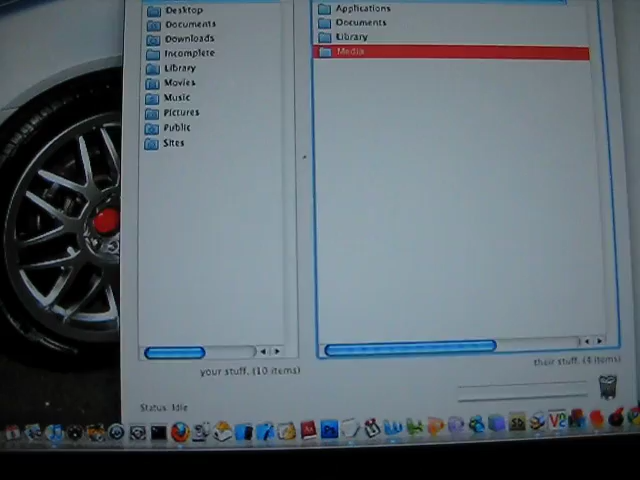 Desktop
Documents
Downloads
Incomplete
Library
Movies
Music
Pictures
Public
Sites
Applications
Documents
Library
Media
your stuff. (10 items)
their stuff. (4 items)
Status: Idle